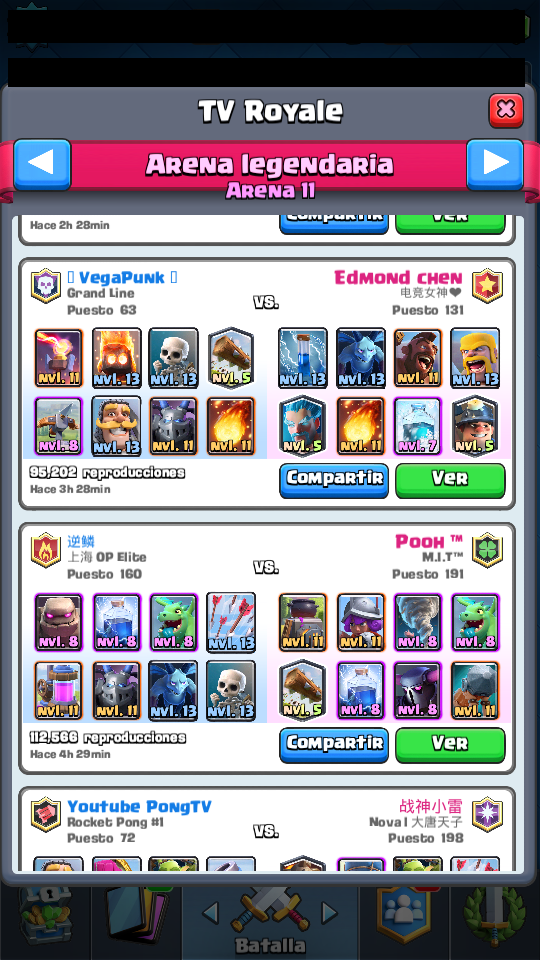 TV Royale
Arena legendaria
Arena 11
Compartir
Ver
Hace 2h 28min
VegaPunk
Edmond chen
Grand Line
电竞女神❤
Puesto 63
vs.
Puesto 131
Nvl. 11
Nvl. 13
Nvl. 13
Nvl. 5
Nvl. 13
Nvl. 13
Nvl. 11
Nvl. 13
Nvl. 8
Nvl. 13
Nvl. 11
Nvl. 11
Nvl. 5
Nvl. 11
Nvl. 7
Nvl. 5
95,202 reproducciones
Hace 3h 28min
Compartir
Ver
逆鳞
Pooh ™
上海 OP Elite
M.I.T™
Puesto 160
vs.
Puesto 191
Nvl. 8
Nvl. 8
Nvl. 8
Nvl. 13
Nvl. 11
Nvl. 11
Nvl. 8
Nvl. 8
Nvl. 11
Nvl. 11
Nvl. 13
Nvl. 13
Nvl. 5
Nvl. 8
Nvl. 8
Nvl. 11
112,566 reproducciones
Hace 4h 29min
Compartir
Ver
Youtube PongTV
战神小雷
Rocket Pong #1
Nova l 大唐天子
Puesto 72
vs.
Puesto 198
Batalla